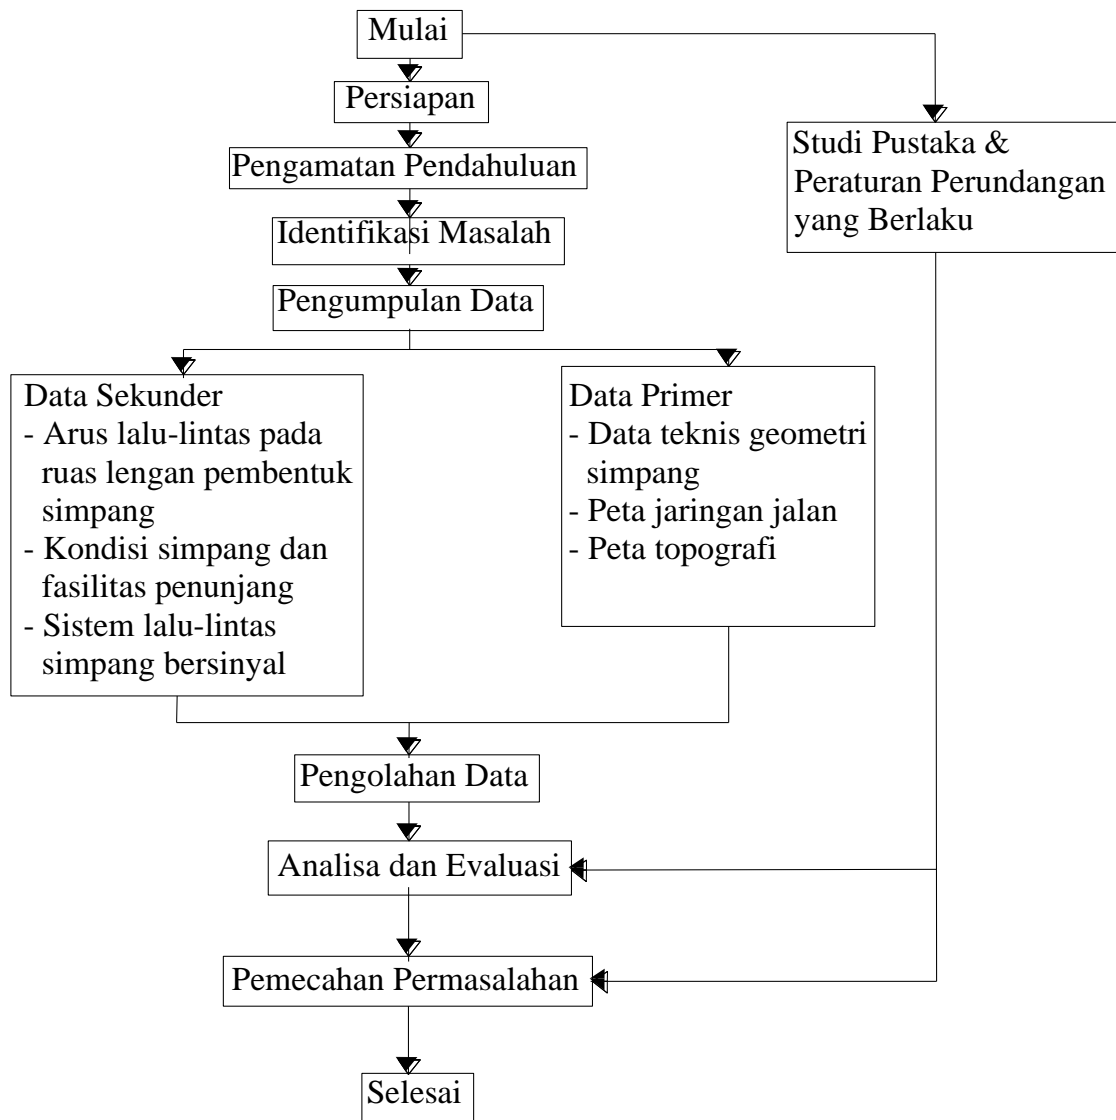 Mulai
Persiapan
Pengamatan Pendahuluan
Identifikasi Masalah
Pengumpulan Data
Studi Pustaka &
Peraturan Perundangan
yang Berlaku
Data Sekunder
- Arus lalu-lintas pada
ruas lengan pembentuk
simpang
- Kondisi simpang dan
fasilitas penunjang
- Sistem lalu-lintas
simpang bersinyal
Data Primer
- Data teknis geometri
simpang
- Peta jaringan jalan
- Peta topografi
Pengolahan Data
Analisa dan Evaluasi
Pemecahan Permasalahan
Selesai